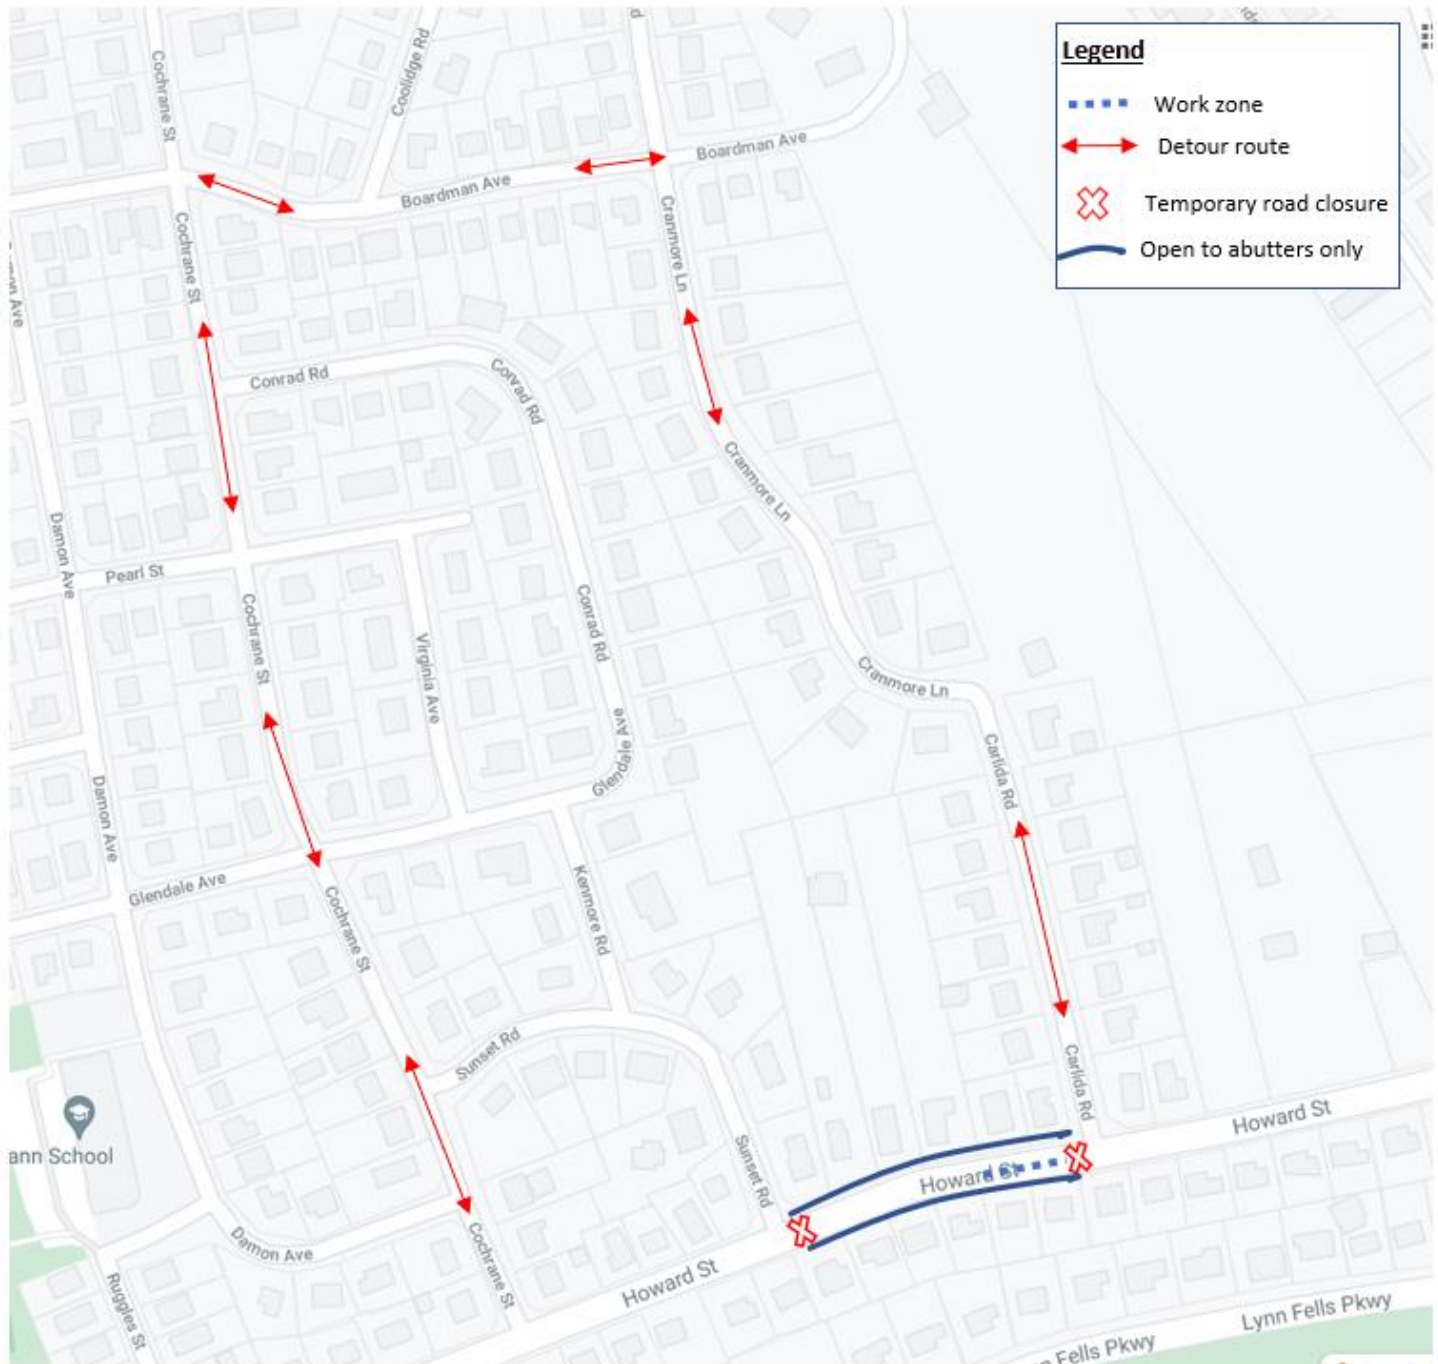 Legend
Work zone
Detour route
Temporary road closure
Open to abutters only
Cochrane St
Coolidge Rd
Boardman Ave
Boardman Ave
Cochrane St
Cranmore Ln
Conrad Rd
Conrad Rd
Cranmore Ln
Damon Ave
Pearl St
Cochrane St
Virginia Ave
Conrad Rd
Cranmore Ln
Glendale Ave
Carlida Rd
Damon Ave
Glendale Ave
Cochrane St
Kenmore Rd
Sunset Rd
Carlida Rd
Howard St
ann School
Sunset Rd
Howard St
Damon Ave
Cochrane St
Howard St
Ruggles St
Lynn Fells Pkwy
n Fells Pkwy